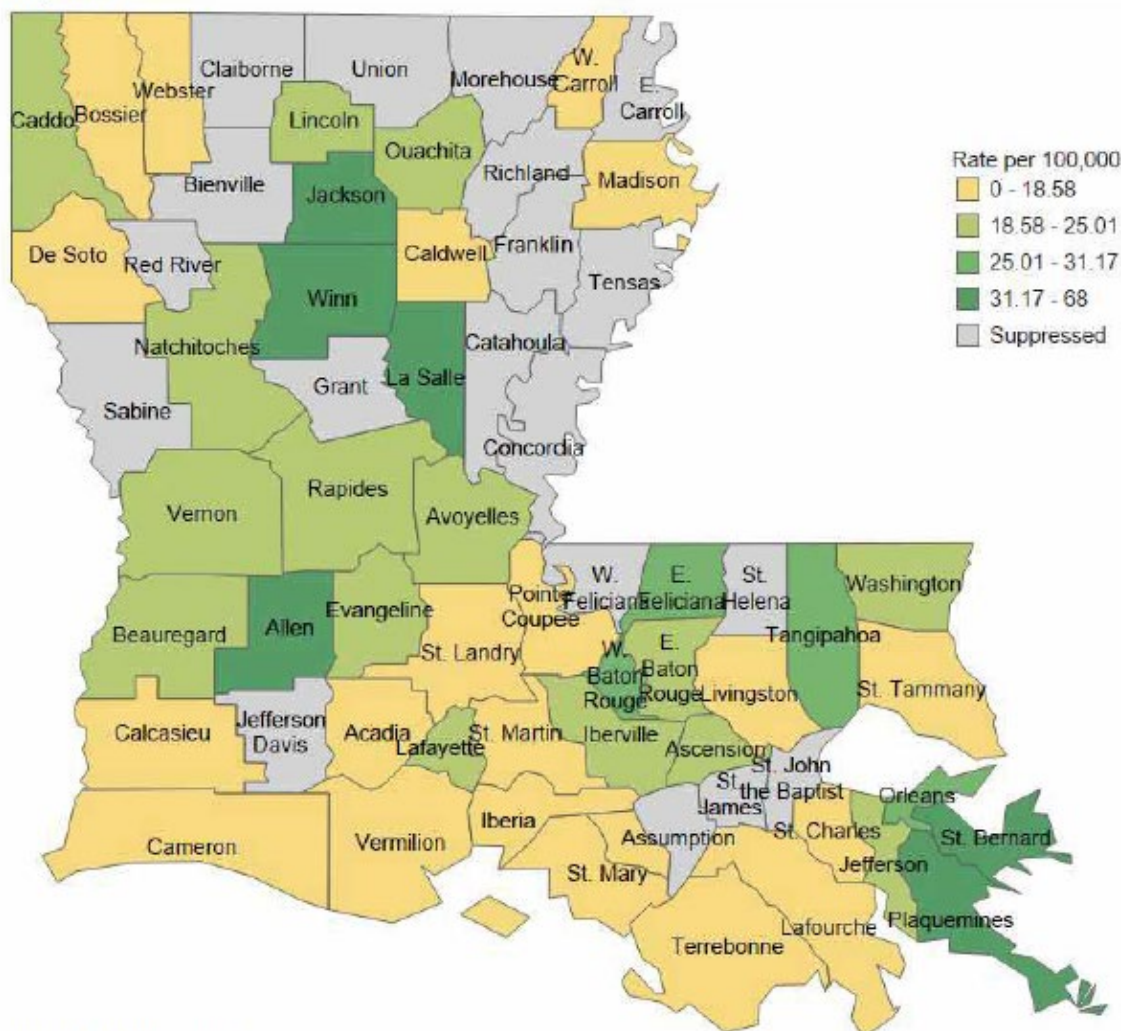 Claiborne
Union
Morehouse
W.
Carroll
E.
Carroll
Caddo
Bossier
Webster
Lincoln
Ouachita
Richland
Madison
Bienville
Jackson
De Soto
Red River
Caldwell
Franklin
Tensas
Winn
Natchitoches
Catahoula
La Salle
Grant
Sabine
Concordia
Rapides
Vernon
Avoyelles
W.
Feliciana
E.
Feliciana
St.
Helena
Washington
Pointe
Coupee
Tangipahoa
Evangeline
Allen
Beauregard
St. Landry
W.
Baton
Rouge
E.
Baton
Rouge
Livingston
St. Tammany
Calcasieu
Jefferson
Davis
Acadia
Lafayette
St. Martin
Iberville
Ascension
St. John
the Baptist
St.
James
Orleans
Cameron
Vermilion
Iberia
Assumption
St. Charles
St. Bernard
Jefferson
St. Mary
Plaquemines
Lafourche
Terrebonne
Rate per 100,000
0 - 18.58
18.58 - 25.01
25.01 - 31.17
31.17 - 68
Suppressed